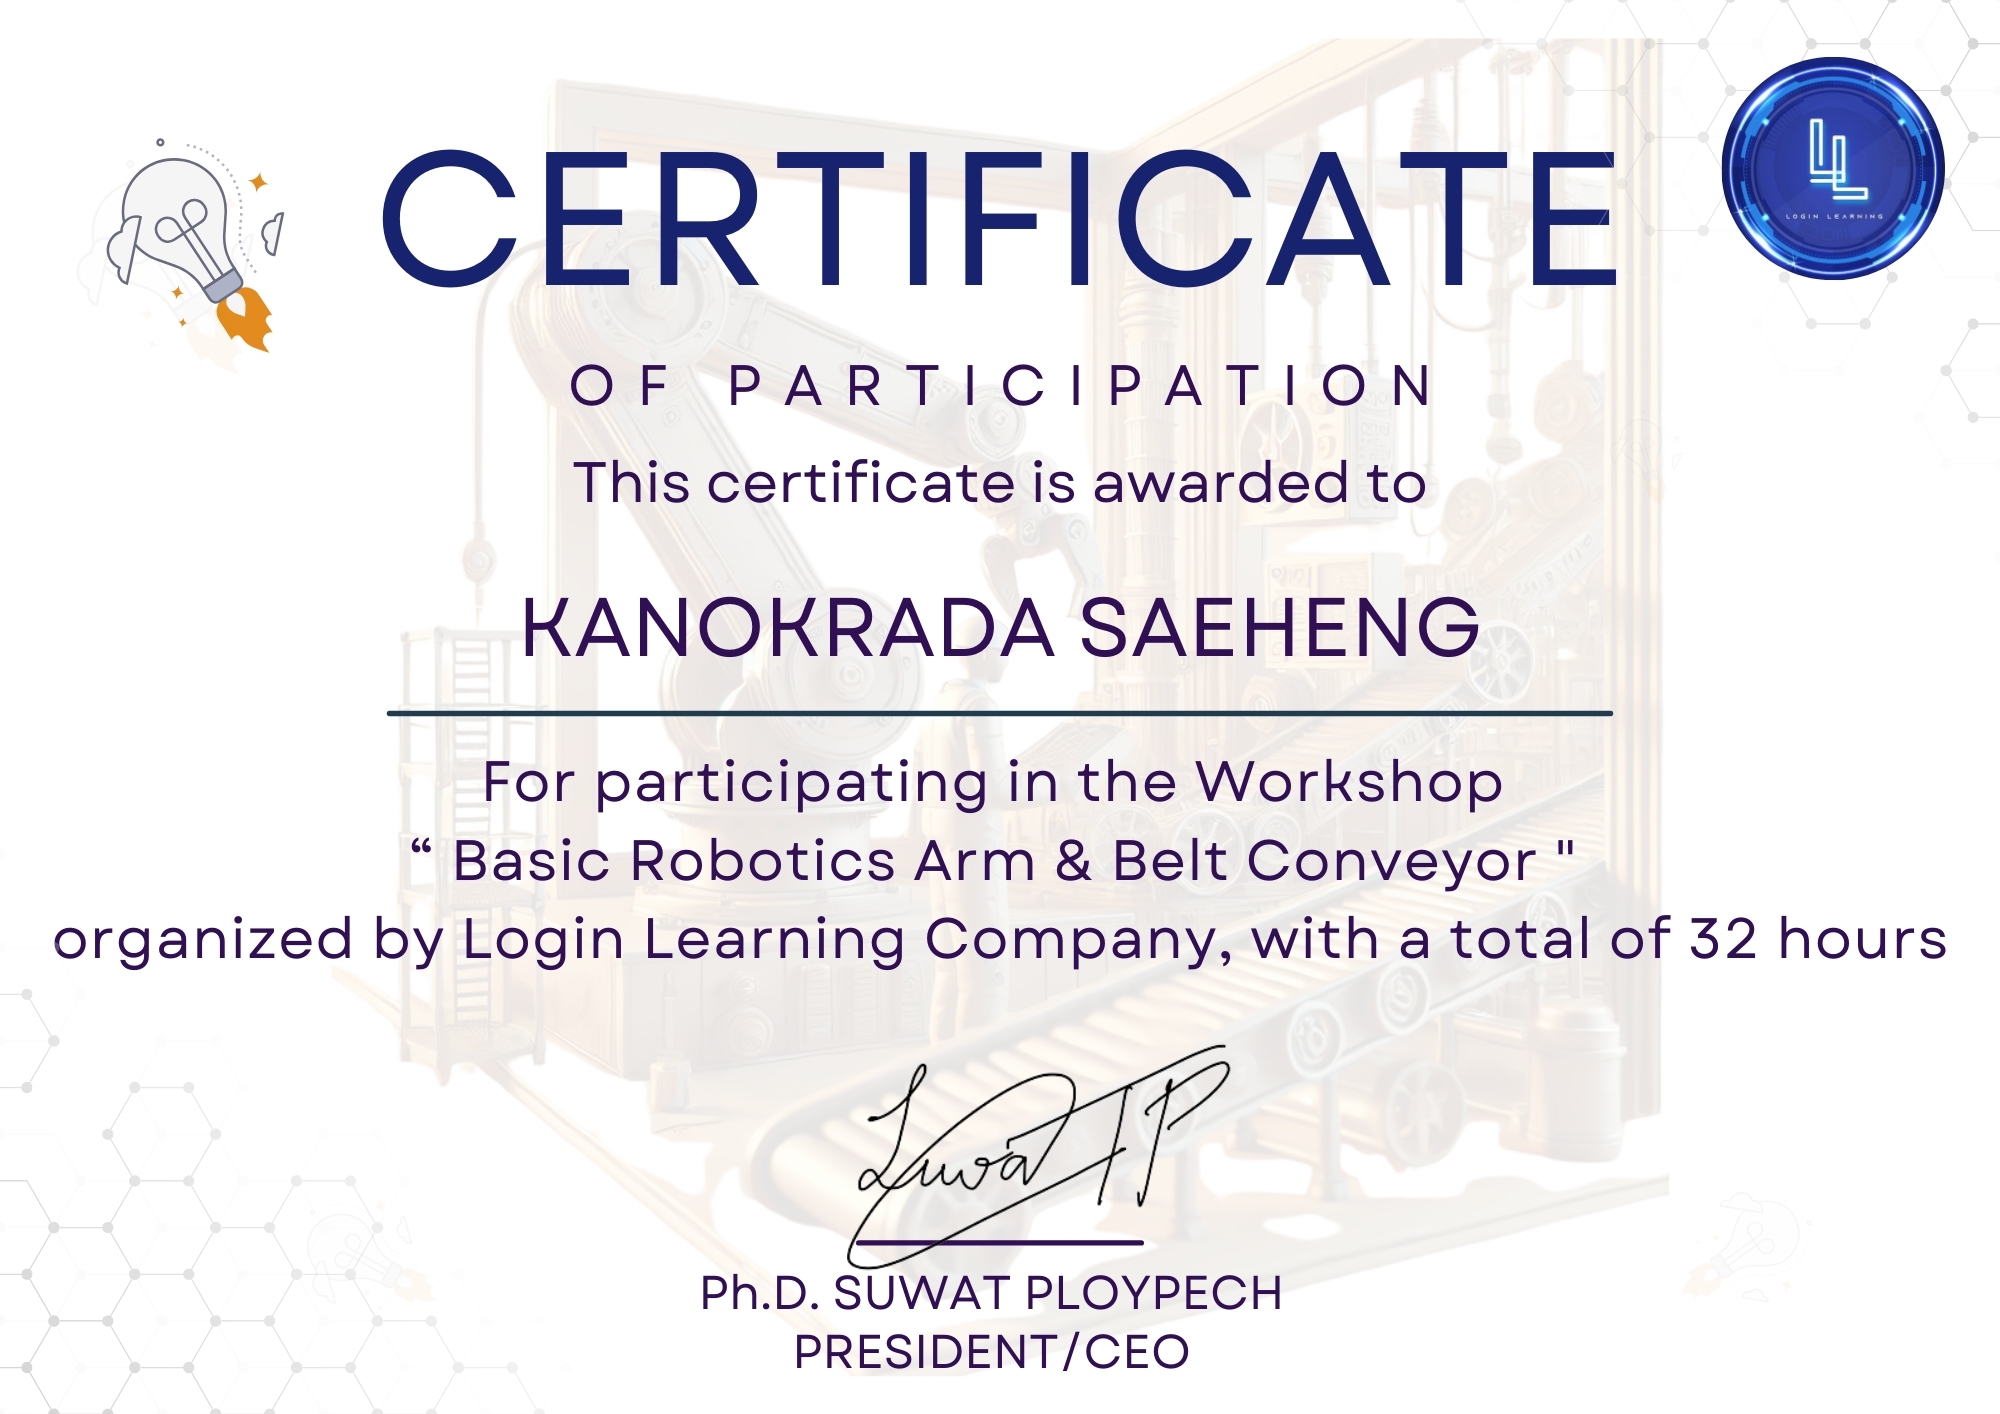 CERTIFICATE
LOGIN LEARNING
OF PARTICIPATION
This certificate is awarded to
KANOKRADA SAEHENG
For participating in the Workshop
“ Basic Robotics Arm & Belt Conveyor "
organized by Login Learning Company, with a total of 32 hours
Suwat T P
Ph.D. SUWAT PLOYPECH
PRESIDENT/CEO